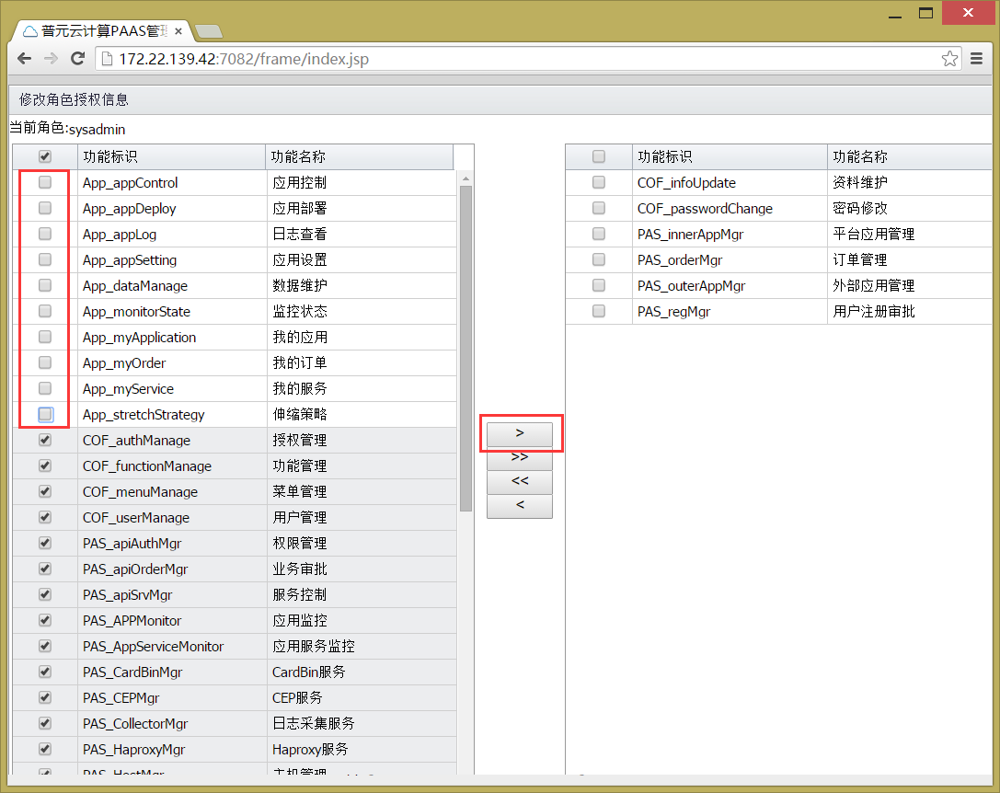 普元云计算PAAS管理
172.22.139.42:7082/frame/index.jsp
修改角色授权信息
当前角色:sysadmin
功能标识 功能名称
App_appControl 应用控制
App_appDeploy 应用部署
App_appLog 日志查看
App_appSetting 应用设置
App_dataManage 数据维护
App_monitorState 监控状态
App_myApplication 我的应用
App_myOrder 我的订单
App_myService 我的服务
App_stretchStrategy 伸缩策略
COF_authManage 授权管理
COF_functionManage 功能管理
COF_menuManage 菜单管理
COF_userManage 用户管理
PAS_apiAuthMgr 权限管理
PAS_apiOrderMgr 业务审批
PAS_apiSrvMgr 服务控制
PAS_APPMonitor 应用监控
PAS_AppServiceMonitor 应用服务监控
PAS_CardBinMgr CardBin服务
PAS_CEPMgr CEP服务
PAS_CollectorMgr 日志采集服务
PAS_HaproxyMgr Haproxy服务
PAS_HostMgr 主机管理
>
>>
<<
<
功能标识 功能名称
COF_infoUpdate 资料维护
COF_passwordChange 密码修改
PAS_innerAppMgr 平台应用管理
PAS_orderMgr 订单管理
PAS_outerAppMgr 外部应用管理
PAS_regMgr 用户注册审批